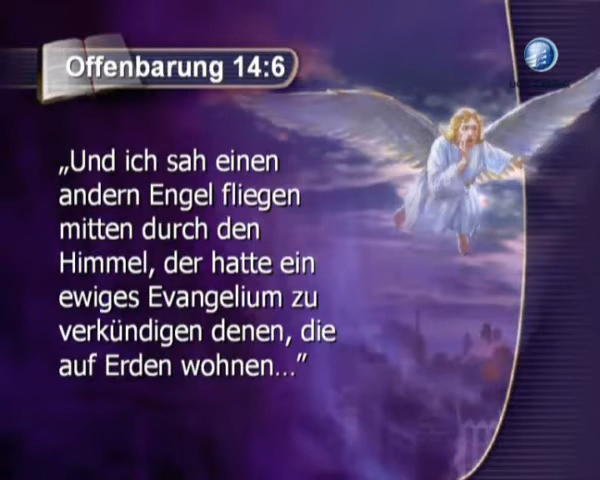 Offenbarung 14:6
„Und ich sah einen
andern Engel fliegen
mitten durch den
Himmel, der hatte ein
ewiges Evangelium zu
verkündigen denen, die
auf Erden wohnen...”